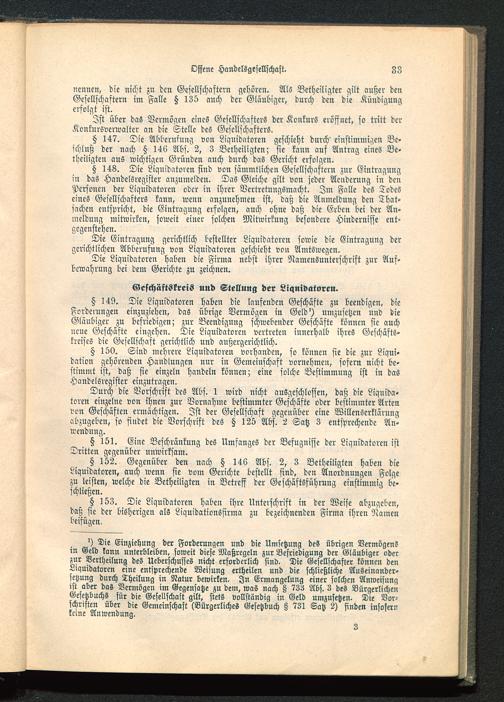 Offene Handelsgesellschaft. 33
nennen, die nicht zu den Gesellschaftern gehören. Als Betheiligter gilt außer den
Gesellschaftern im Falle § 135 auch der Gläubiger, durch den die Kündigung
erfolgt ist.
Ist über das Vermögen eines Gesellschafters der Konkurs eröffnet, so tritt der
Konkursverwalter an die Stelle des Gesellschafters.
§ 147. Die Abberufung von Liquidatoren geschieht durch einstimmigen Be-
schluß der nach § 146 Abs. 2, 3 Betheiligten; sie kann auf Antrag eines Be-
theiligten aus wichtigen Gründen auch durch das Gericht erfolgen.
§ 148. Die Liquidatoren sind von sämmtlichen Gesellschaftern zur Eintragung
in das Handelsregister anzumelden. Das Gleiche gilt von jeder Aenderung in den
Personen der Liquidatoren oder in ihrer Vertretungsmacht. Im Falle des Todes
eines Gesellschafters kann, wenn anzunehmen ist, daß die Anmeldung den That-
sachen entspricht, die Eintragung erfolgen, auch ohne daß die Erben bei der An-
meldung mitwirken, soweit einer solchen Mitwirkung besondere Hindernisse ent-
gegenstehen.
Die Eintragung gerichtlich bestellter Liquidatoren sowie die Eintragung der
gerichtlichen Abberufung von Liquidatoren geschieht von Amtswegen.
Die Liquidatoren haben die Firma nebst ihrer Namensunterschrift zur Auf-
bewahrung bei dem Gerichte zu zeichnen.
Geschäftskreis und Stellung der Liquidatoren.
§ 149. Die Liquidatoren haben die laufenden Geschäfte zu beendigen, die
Forderungen einzuziehen, das übrige Vermögen in Geld¹) umzusetzen und die
Gläubiger zu befriedigen; zur Beendigung schwebender Geschäfte können sie auch
neue Geschäfte eingehen. Die Liquidatoren vertreten innerhalb ihres Geschäfts-
kreises die Gesellschaft gerichtlich und außergerichtlich.
§ 150. Sind mehrere Liquidatoren vorhanden, so können sie die zur Liqui-
dation gehörenden Handlungen nur in Gemeinschaft vornehmen, sofern nicht be-
stimmt ist, daß sie einzeln handeln können; eine solche Bestimmung ist in das
Handelsregister einzutragen.
Durch die Vorschrift des Abs. 1 wird nicht ausgeschlossen, daß die Liquida-
toren einzelne von ihnen zur Vornahme bestimmter Geschäfte oder bestimmter Arten
von Geschäften ermächtigen. Ist der Gesellschaft gegenüber eine Willenserklärung
abzugeben, so findet die Vorschrift des § 125 Abs. 2 Satz 3 entsprechende An-
wendung.
§ 151. Eine Beschränkung des Umfanges der Befugnisse der Liquidatoren ist
Dritten gegenüber unwirksam.
§ 152. Gegenüber den nach § 146 Abs. 2, 3 Betheiligten haben die
Liquidatoren, auch wenn sie vom Gerichte bestellt sind, den Anordnungen Folge
zu leisten, welche die Betheiligten in Betreff der Geschäftsführung einstimmig be-
schließen.
§ 153. Die Liquidatoren haben ihre Unterschrift in der Weise abzugeben,
daß sie der bisherigen als Liquidationsfirma zu bezeichnenden Firma ihren Namen
beifügen.
¹) Die Einziehung der Forderungen und die Umsetzung des übrigen Vermögens
in Geld kann unterbleiben, soweit diese Maßregeln zur Befriedigung der Gläubiger oder
zur Vertheilung des Ueberschusses nicht erforderlich sind. Die Gesellschafter können den
Liquidatoren eine entsprechende Weisung ertheilen und die schließliche Auseinander-
setzung durch Theilung in Natur bewirken. In Ermangelung einer solchen Anweisung
ist aber das Vermögen im Gegensatze zu dem, was nach § 733 Abs. 3 des Bürgerlichen
Gesetzbuchs für die Gesellschaft gilt, stets vollständig in Geld umzusetzen. Die Vor-
schriften über die Gemeinschaft (Bürgerliches Gesetzbuch § 731 Satz 2) finden insofern
keine Anwendung.
3